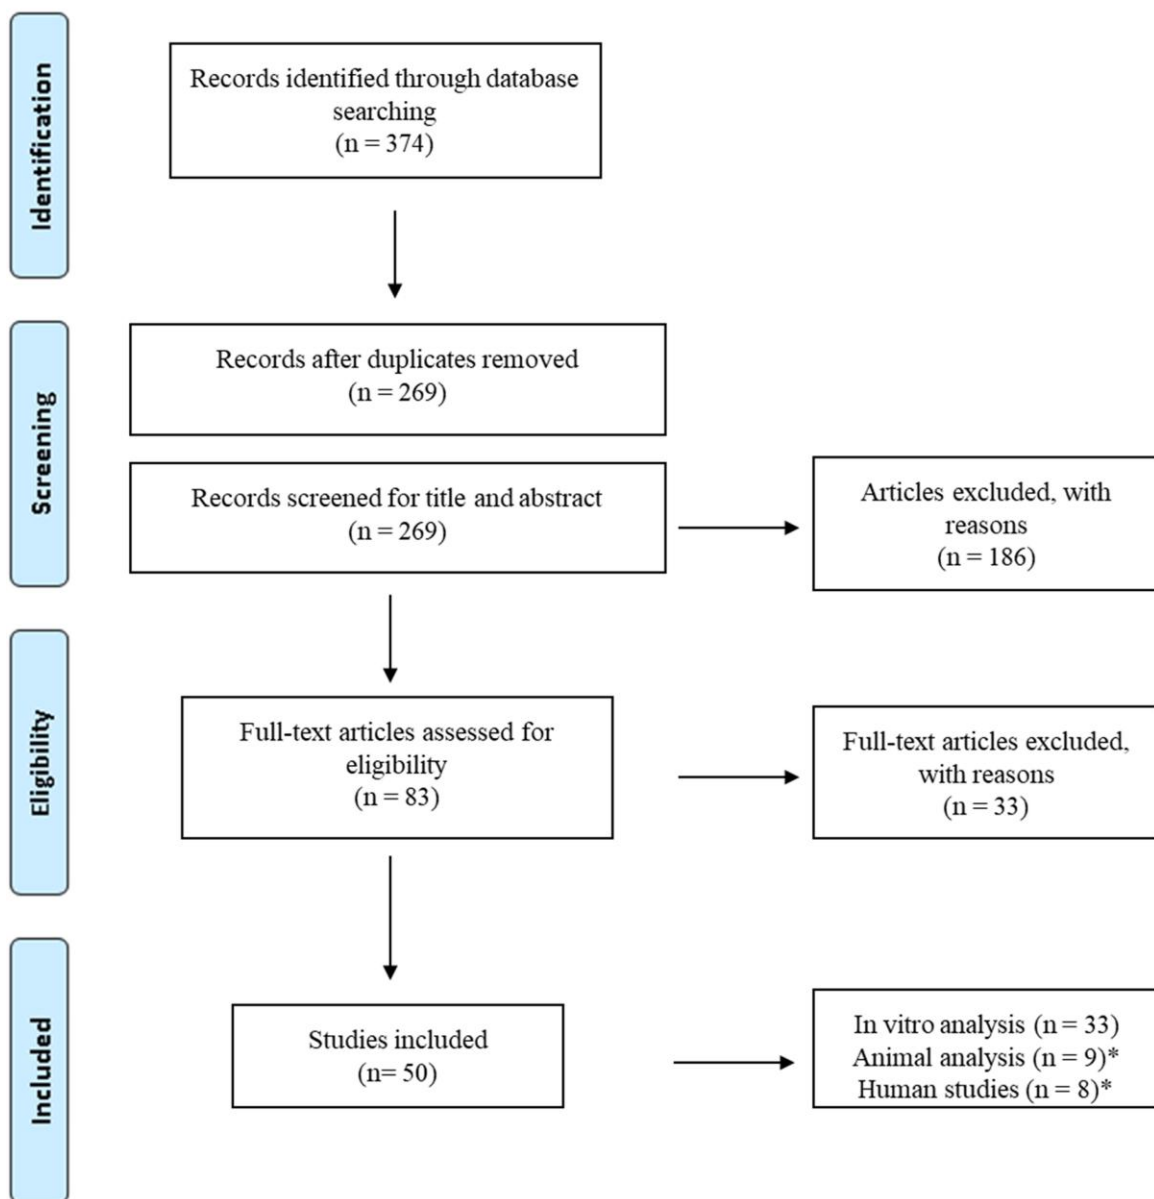 Identification
Records identified through database
searching
(n = 374)
Screening
Records after duplicates removed
(n = 269)
Records screened for title and abstract
(n = 269)
Articles excluded, with
reasons
(n = 186)
Eligibility
Full-text articles assessed for
eligibility
(n = 83)
Full-text articles excluded,
with reasons
(n = 33)
Included
Studies included
(n= 50)
In vitro analysis (n = 33)
Animal analysis (n = 9)*
Human studies (n = 8)*